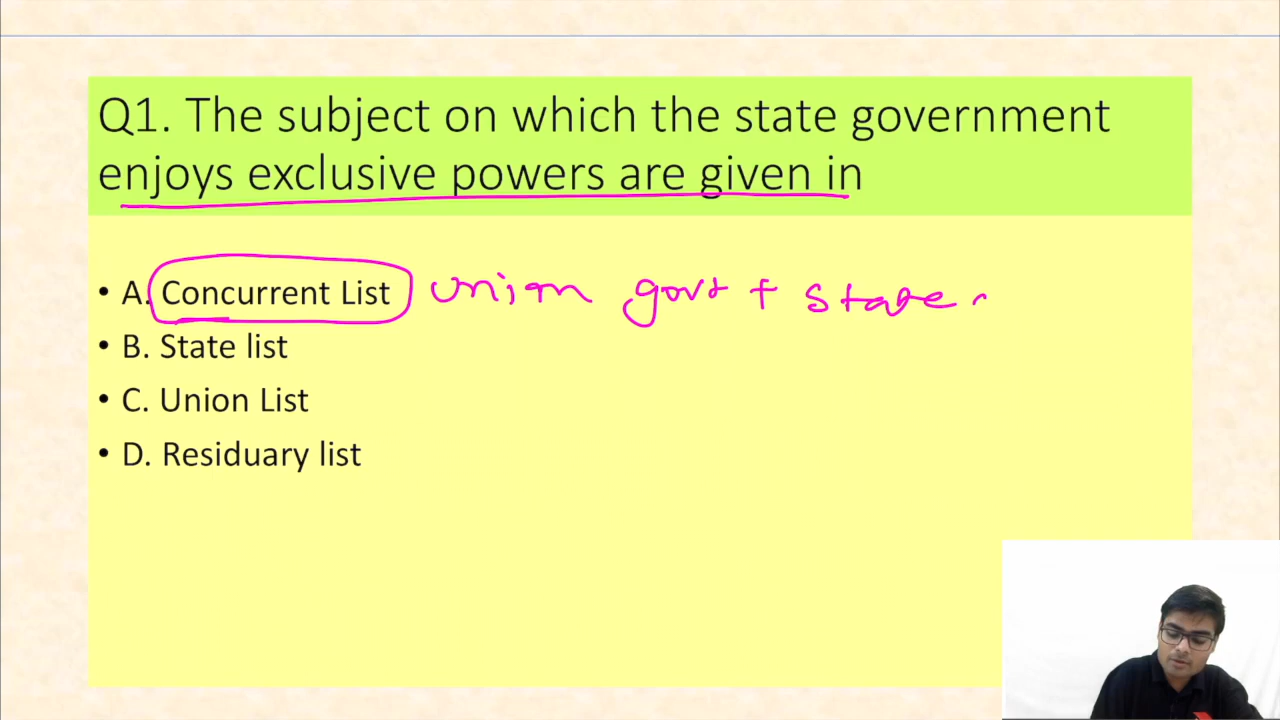 Q1. The subject on which the state government
enjoys exclusive powers are given in
• A. Concurrent List union govt + state
• B. State list
• C. Union List
• D. Residuary list